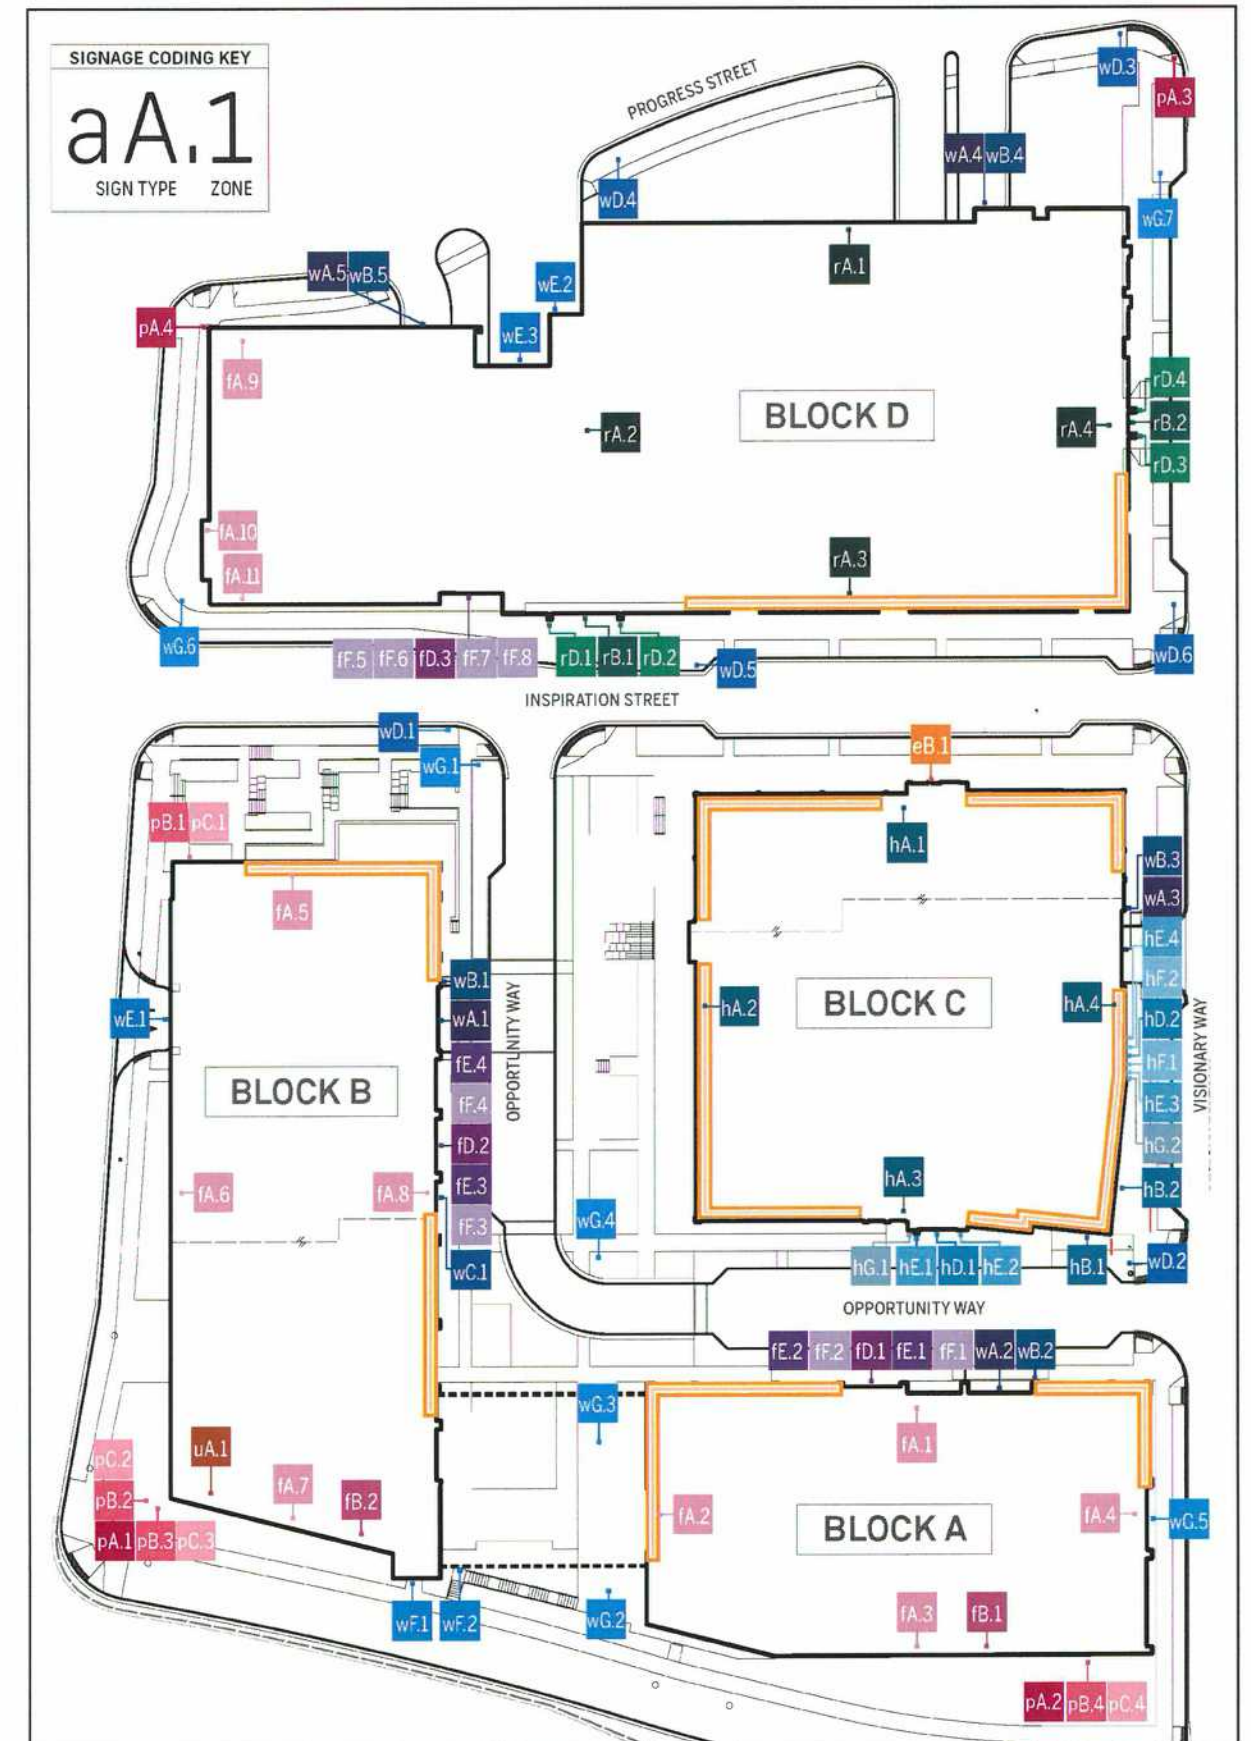 SIGNAGE CODING KEY
aA.1
SIGN TYPE ZONE
PROGRESS STREET
wD.3
pA.3
wA.4 wB.4
wD.4
wG.7
wA.5 wB.5
rA.1
wE.2
pA.4
wE.3
fA.9
rD.4
BLOCK D
rA.2
rA.4
rB.2
rD.3
fA.10
rA.3
fA.11
wG.6
fF.5 fF.6 fD.3 fF.7 fF.8
rD.1 rB.1 rD.2
wD.5
wD.6
INSPIRATION STREET
wD.1
eB.1
wG.1
pB.1 pC.1
hA.1
wB.3
wA.3
fA.5
hE.4
wB.1
hF.2
BLOCK C
hA.2
hA.4
wE.1
wA.1
hD.2
OPPORTUNITY WAY
VISIONARY WAY
fE.4
hF.1
BLOCK B
fF.4
hE.3
fD.2
hG.2
hA.3
fE.3
hB.2
fA.6
fA.8
fF.3
wG.4
wC.1
hG.1 hE.1 hD.1 hE.2
hB.1
wD.2
OPPORTUNITY WAY
fE.2 fF.2 fD.1 fE.1 fF.1 wA.2 wB.2
wG.3
uA.1
fA.1
pC.2
fA.7
fB.2
pB.2
fA.2
BLOCK A
fA.4
wG.5
pA.1 pB.3 pC.3
wF.1 wF.2
wG.2
fA.3
fB.1
pA.2 pB.4 pC.4